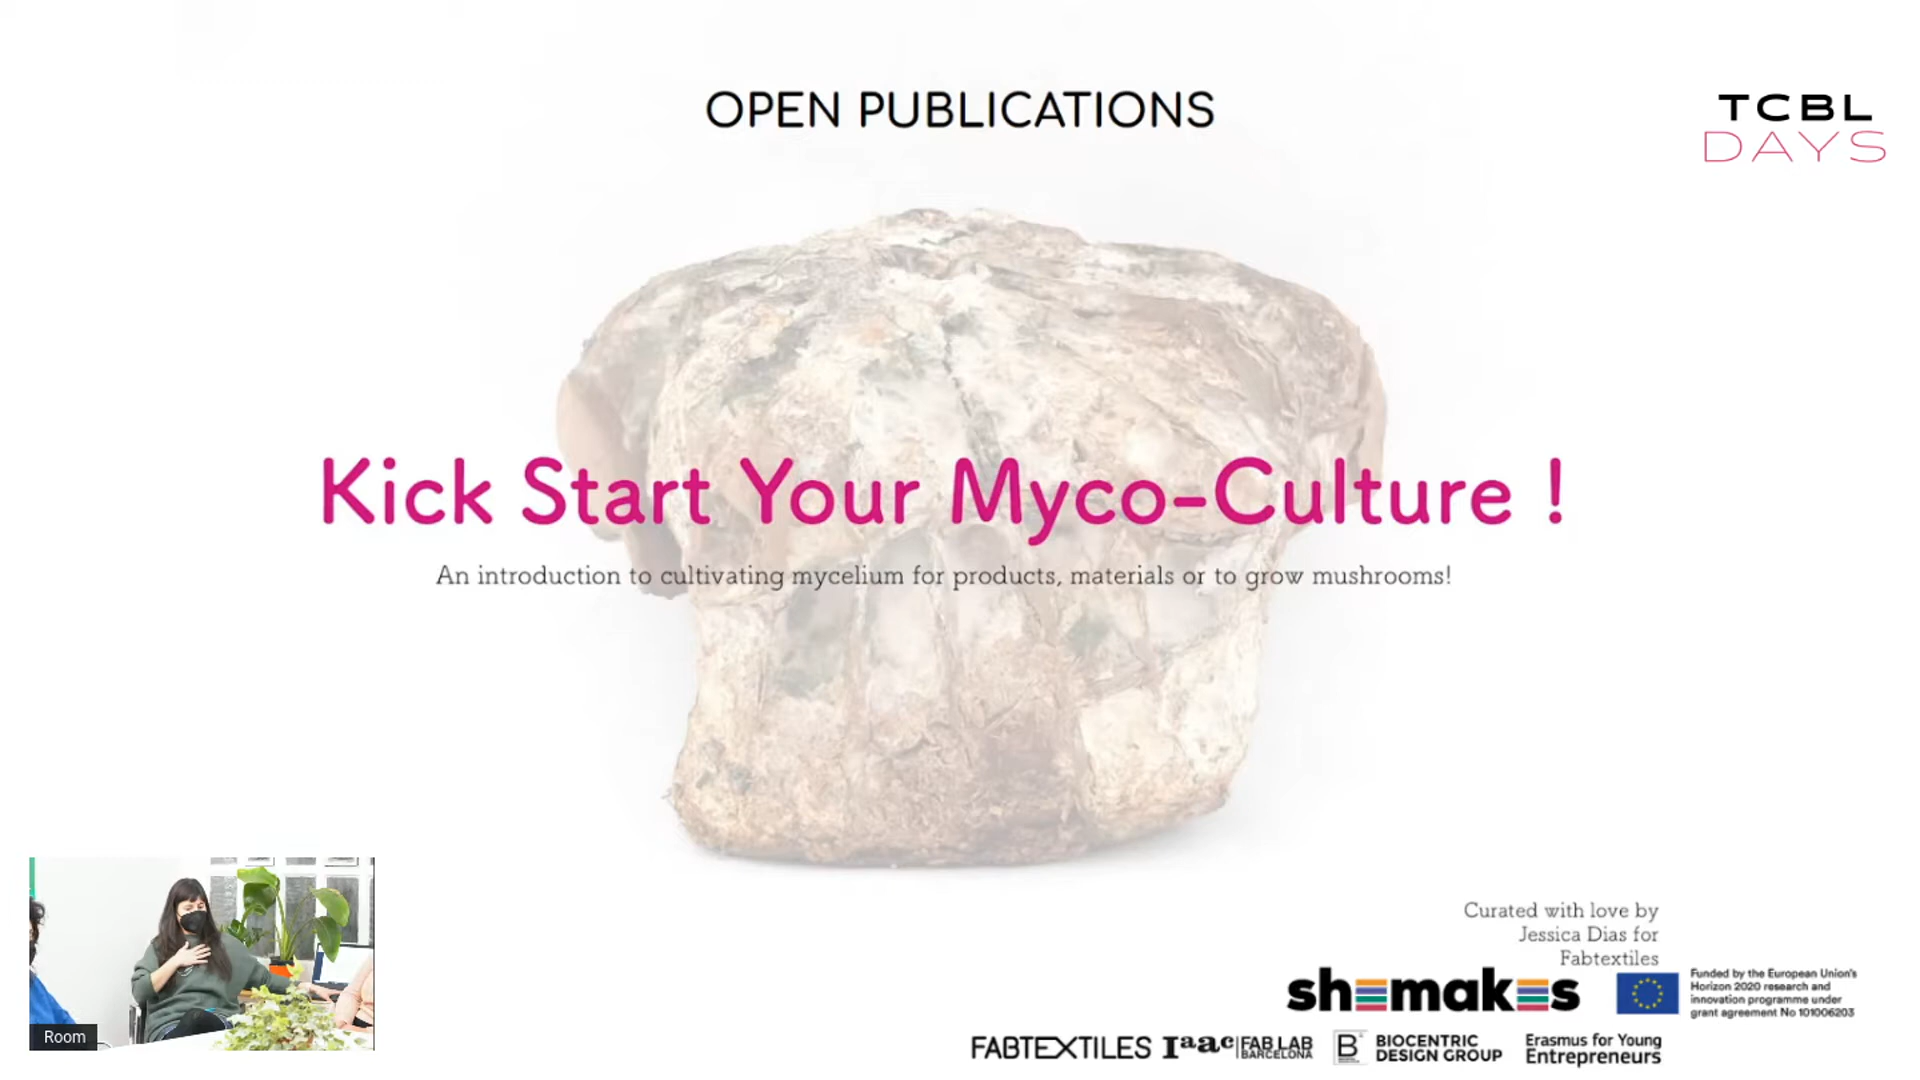 OPEN PUBLICATIONS
TCBL
DAYS
Kick Start Your Myco-Culture !
An introduction to cultivating mycelium for products, materials or to grow mushrooms!
Curated with love by
Jessica Dias for
Fabtextiles
shemakes
Funded by the European Union's
Horizon 2020 research and
innovation programme under
grant agreement No 101006203
Room
FABTEXTILES
Iaac
FAB LAB
BARCELONA
B
BIOCENTRIC
DESIGN GROUP
Erasmus for Young
Entrepreneurs